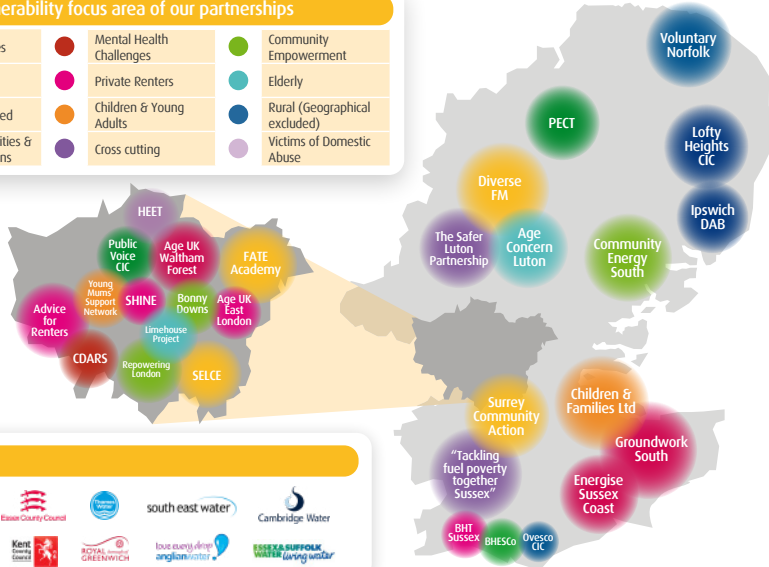 erability focus area of our partnerships
es
ed
ities &
ns
Mental Health
Challenges
Private Renters
Children & Young
Adults
Cross cutting
Community
Empowerment
Elderly
Rural (Geographical
excluded)
Victims of Domestic
Abuse
HEET
Public
Voice
CIC
Age UK
Waltham
Forest
FATE
Academy
Young
Mums
Support
Network
SHINE
Bonny
Downs
Age UK
East
London
Advice
for
Renters
Limehouse
Project
CDARS
Repowering
London
SELCE
Voluntary
Norfolk
PECT
Lofty
Heights
CIC
Diverse
FM
Ipswich
DAB
The Safer
Luton
Partnership
Age
Concern
Luton
Community
Energy
South
Surrey
Community
Action
Children &
Families Ltd
Groundwork
South
"Tackling
fuel poverty
together
Sussex"
Energise
Sussex
Coast
BHT
Sussex
BHESCo
Ovesco
CIC
Essex County Council
Thames
Water
south east water
Cambridge Water
Kent
County
Council
ROYAL borough of
GREENWICH
love every drop
anglianwater
ESSEX&SUFFOLK
WATER living water